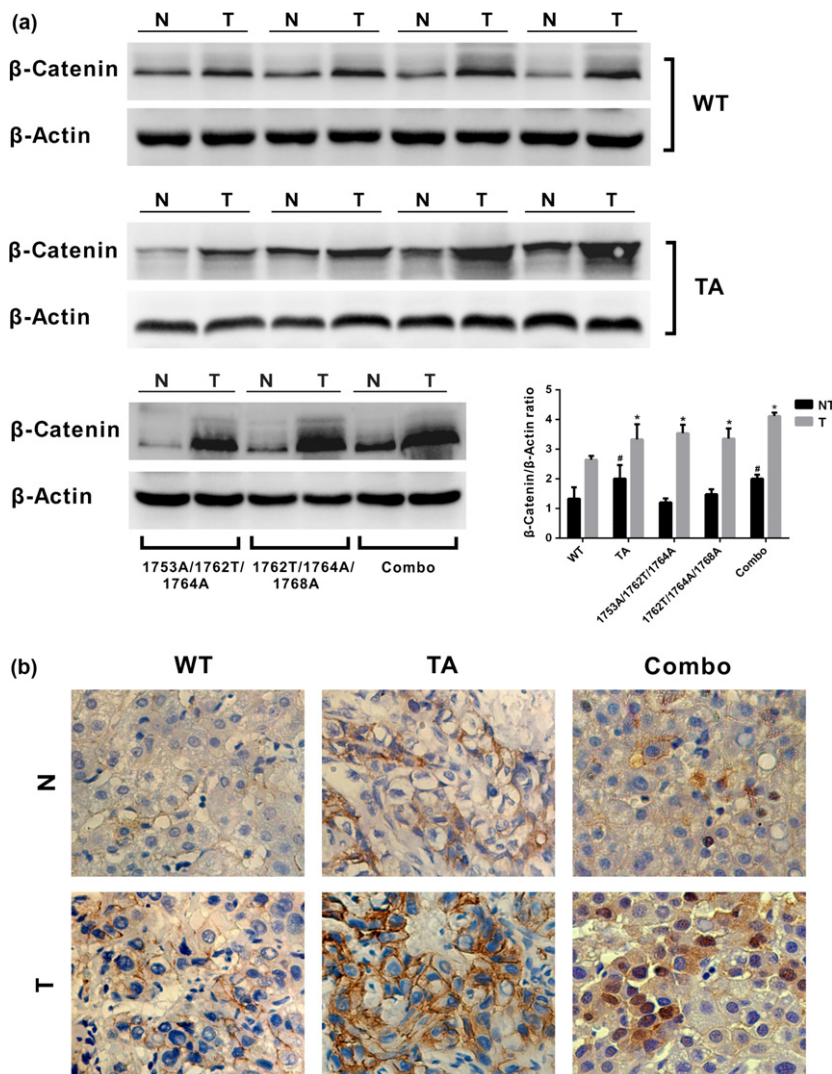 (a)
N T N T N T N T
β-Catenin
β-Actin
WT
N T N T N T N T
β-Catenin
β-Actin
TA
N T N T N T
β-Catenin
β-Actin
1753A/1762T/
1764A
1762T/1764A/
1768A
Combo
β-Catenin/β-Actin ratio
5
4
3
2
1
0
* * * *
# #
NT
T
WT
TA
1753A/1762T/1764A
1762T/1764A/1768A
Combo
(b)
WT TA Combo
N
T